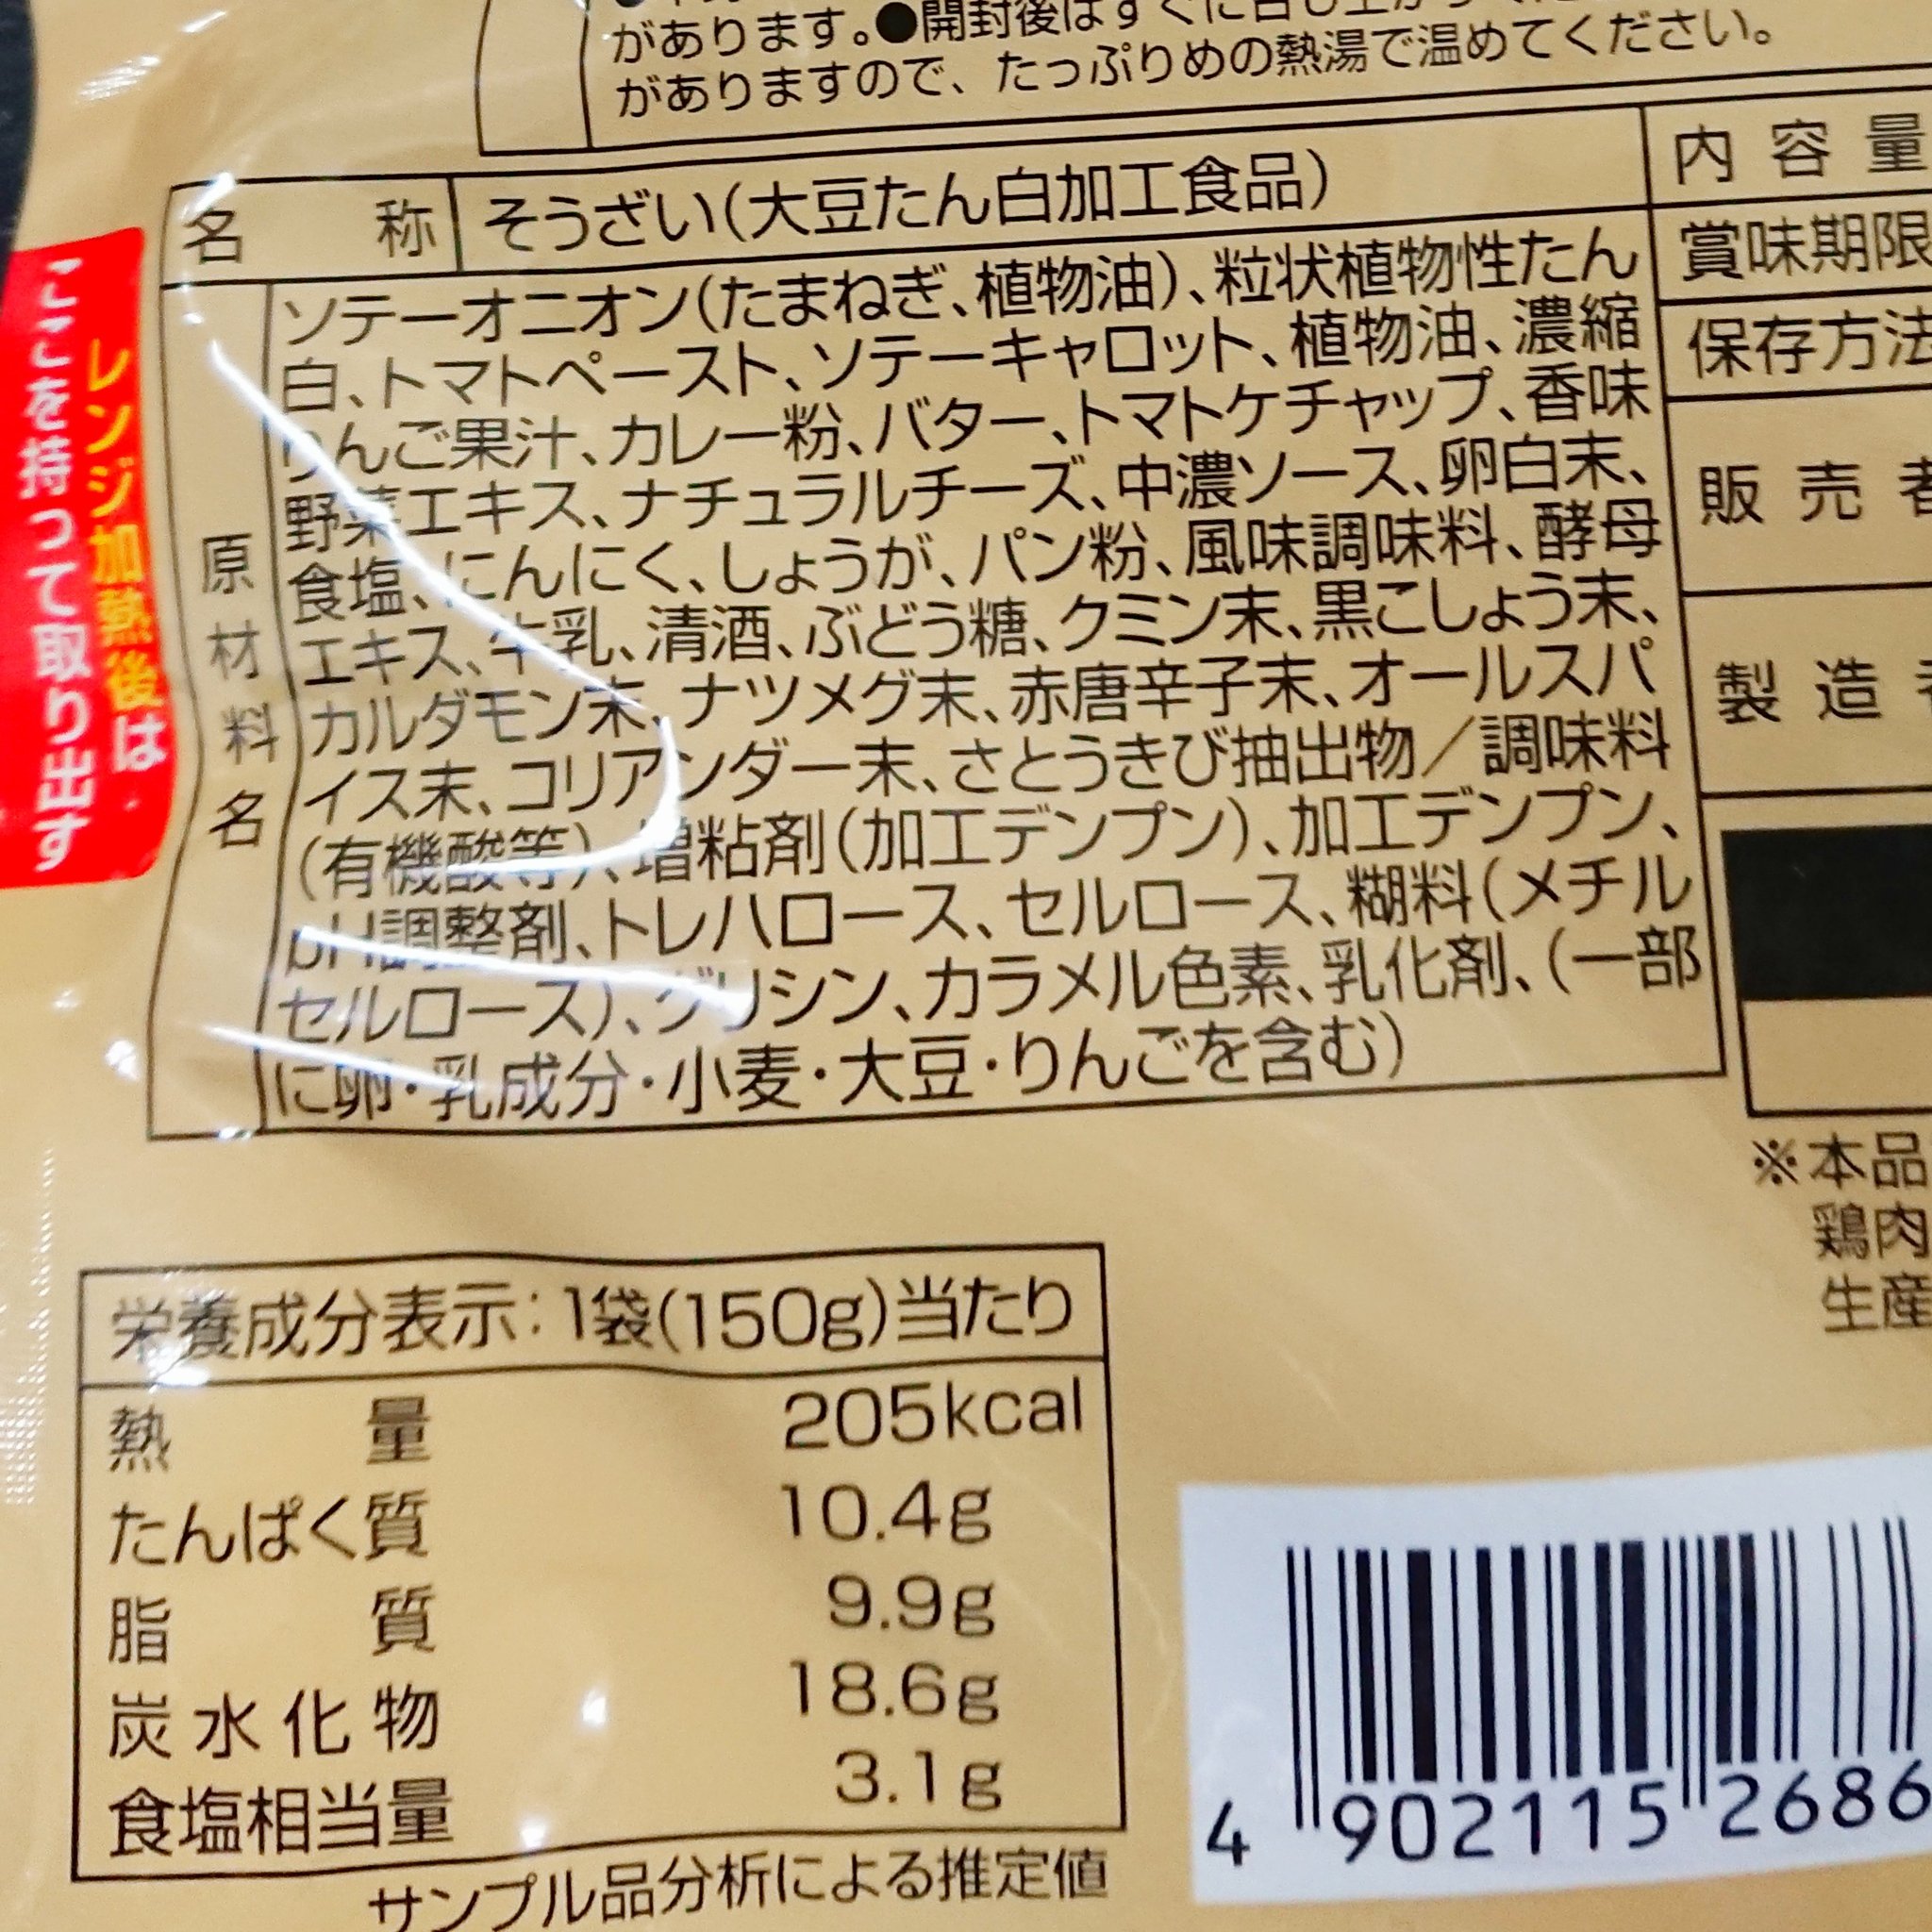 があります。●開封後はすぐに
がありますので、たっぷりめの熱湯で温めてください。
名称 そうざい(大豆たん白加工食品)
原材料名
ソテーオニオン(たまねぎ、植物油)、粒状植物性たん
白、トマトペースト、ソテーキャロット、植物油、濃縮
りんご果汁、カレー粉、バター、トマトケチャップ、香味
野菜エキス、ナチュラルチーズ、中濃ソース、卵白末、
食塩、にんにく、しょうが、パン粉、風味調味料、酵母
エキス、牛乳、清酒、ぶどう糖、クミン末、黒こしょう末、
カルダモン末、ナツメグ末、赤唐辛子末、オールスパ
イス末、コリアンダー末、さとうきび抽出物／調味料
(有機酸等)、増粘剤(加工デンプン)、加工デンプン、
pH調整剤、トレハロース、セルロース、糊料(メチル
セルロース)、グリシン、カラメル色素、乳化剤、(一部
に卵・乳成分・小麦・大豆・りんごを含む)
内容量
賞味期限
保存方法
販売者
製造者
※本品
鶏肉
生産
レンジ加熱後は
ここを持って取り出す
栄養成分表示:1袋(150g)当たり
熱量 205kcal
たんぱく質 10.4g
脂質 9.9g
炭水化物 18.6g
食塩相当量 3.1g
サンプル品分析による推定値
4 902115 2686